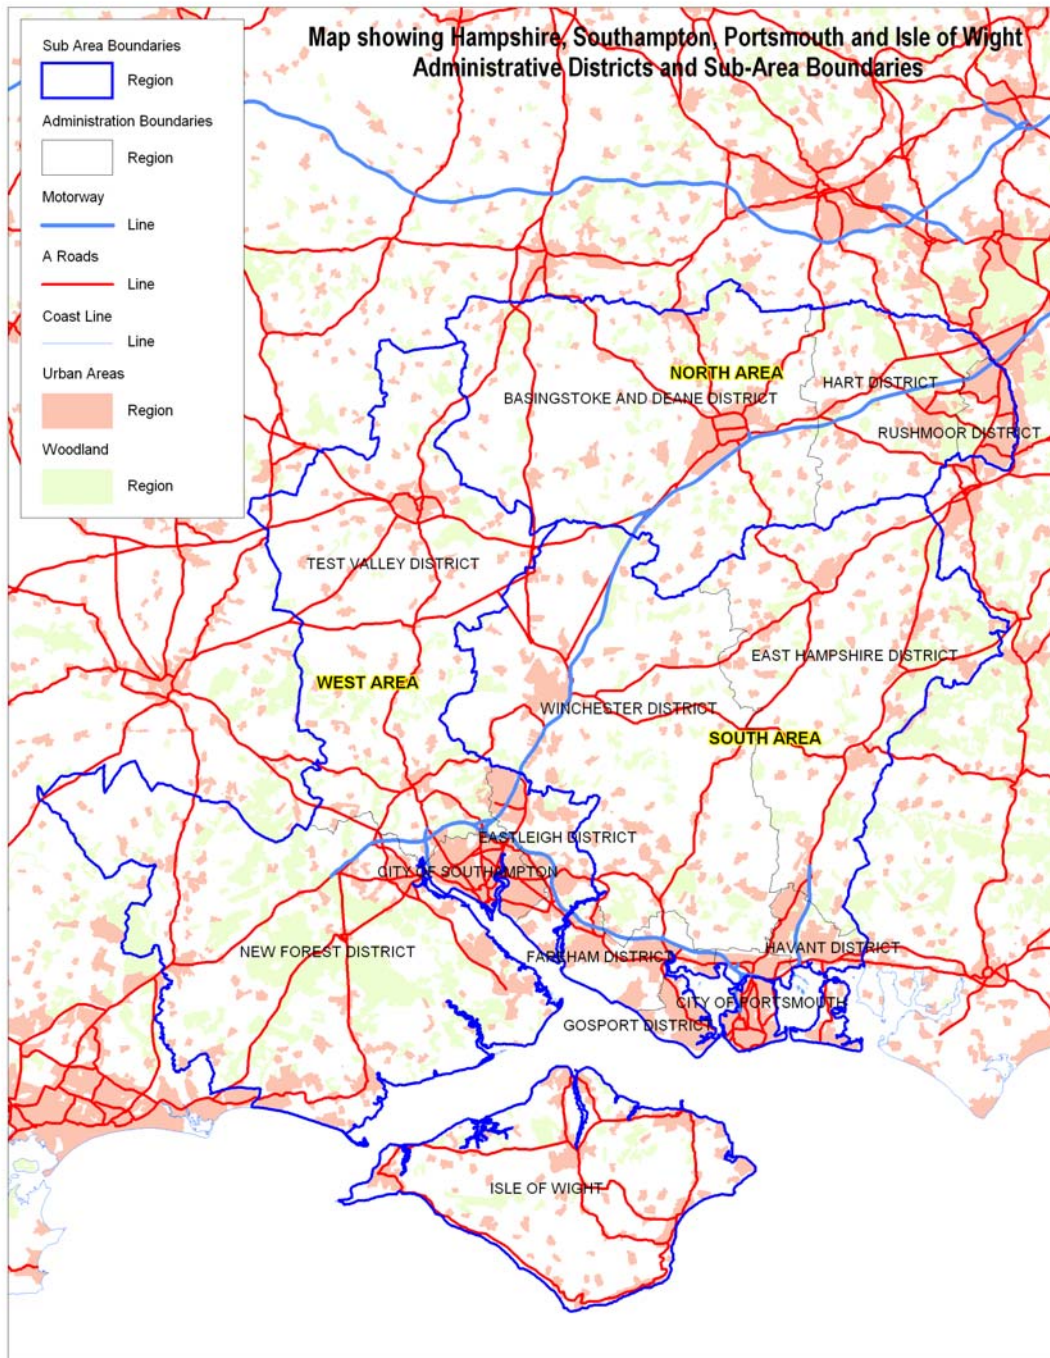 Map showing Hampshire, Southampton, Portsmouth and Isle of Wight
Administrative Districts and Sub-Area Boundaries
Sub Area Boundaries
Region
Administration Boundaries
Region
Motorway
Line
A Roads
Line
Coast Line
Line
Urban Areas
Region
Woodland
Region
NORTH AREA
HART DISTRICT
BASINGSTOKE AND DEANE DISTRICT
RUSHMOOR DISTRICT
TEST VALLEY DISTRICT
EAST HAMPSHIRE DISTRICT
WEST AREA
WINCHESTER DISTRICT
SOUTH AREA
EASTLEIGH DISTRICT
CITY OF SOUTHAMPTON
NEW FOREST DISTRICT
HAVANT DISTRICT
FAREHAM DISTRICT
CITY OF PORTSMOUTH
GOSPORT DISTRICT
ISLE OF WIGHT